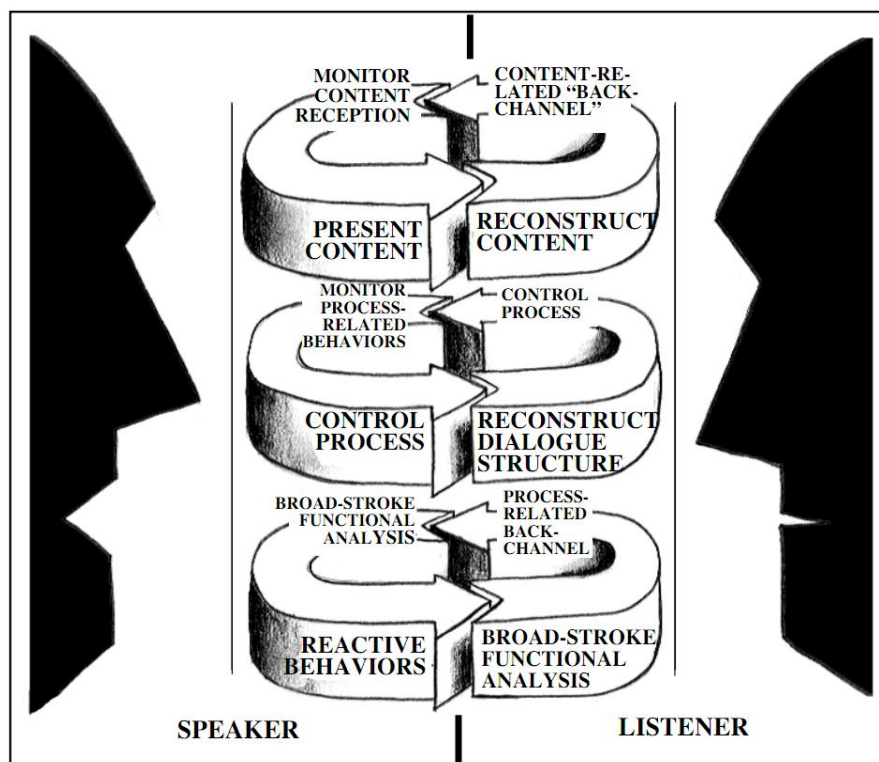 MONITOR
CONTENT
RECEPTION
CONTENT-RE-
LATED “BACK-
CHANNEL”
PRESENT
CONTENT
RECONSTRUCT
CONTENT
MONITOR
PROCESS-
RELATED
BEHAVIORS
CONTROL
PROCESS
CONTROL
PROCESS
RECONSTRUCT
DIALOGUE
STRUCTURE
BROAD-STROKE
FUNCTIONAL
ANALYSIS
PROCESS-
RELATED
BACK-
CHANNEL
REACTIVE
BEHAVIORS
BROAD-STROKE
FUNCTIONAL
ANALYSIS
SPEAKER
LISTENER